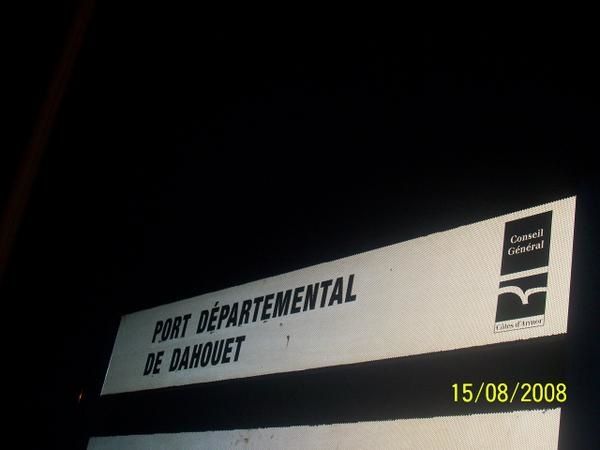 PORT DÉPARTEMENTAL
DE DAHOUET
Conseil
Général
Côtes d'Armor
15/08/2008